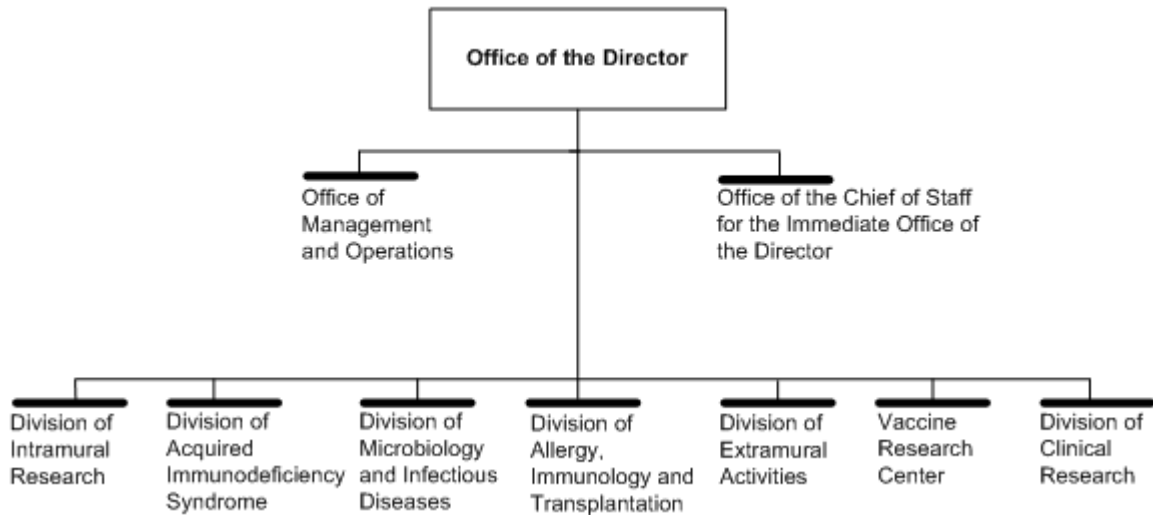 Office of the Director
Office of
Management
and Operations
Office of the Chief of Staff
for the Immediate Office of
the Director
Division of
Intramural
Research
Division of
Acquired
Immunodeficiency
Syndrome
Division of
Microbiology
and Infectious
Diseases
Division of
Allergy,
Immunology and
Transplantation
Division of
Extramural
Activities
Vaccine
Research
Center
Division of
Clinical
Research